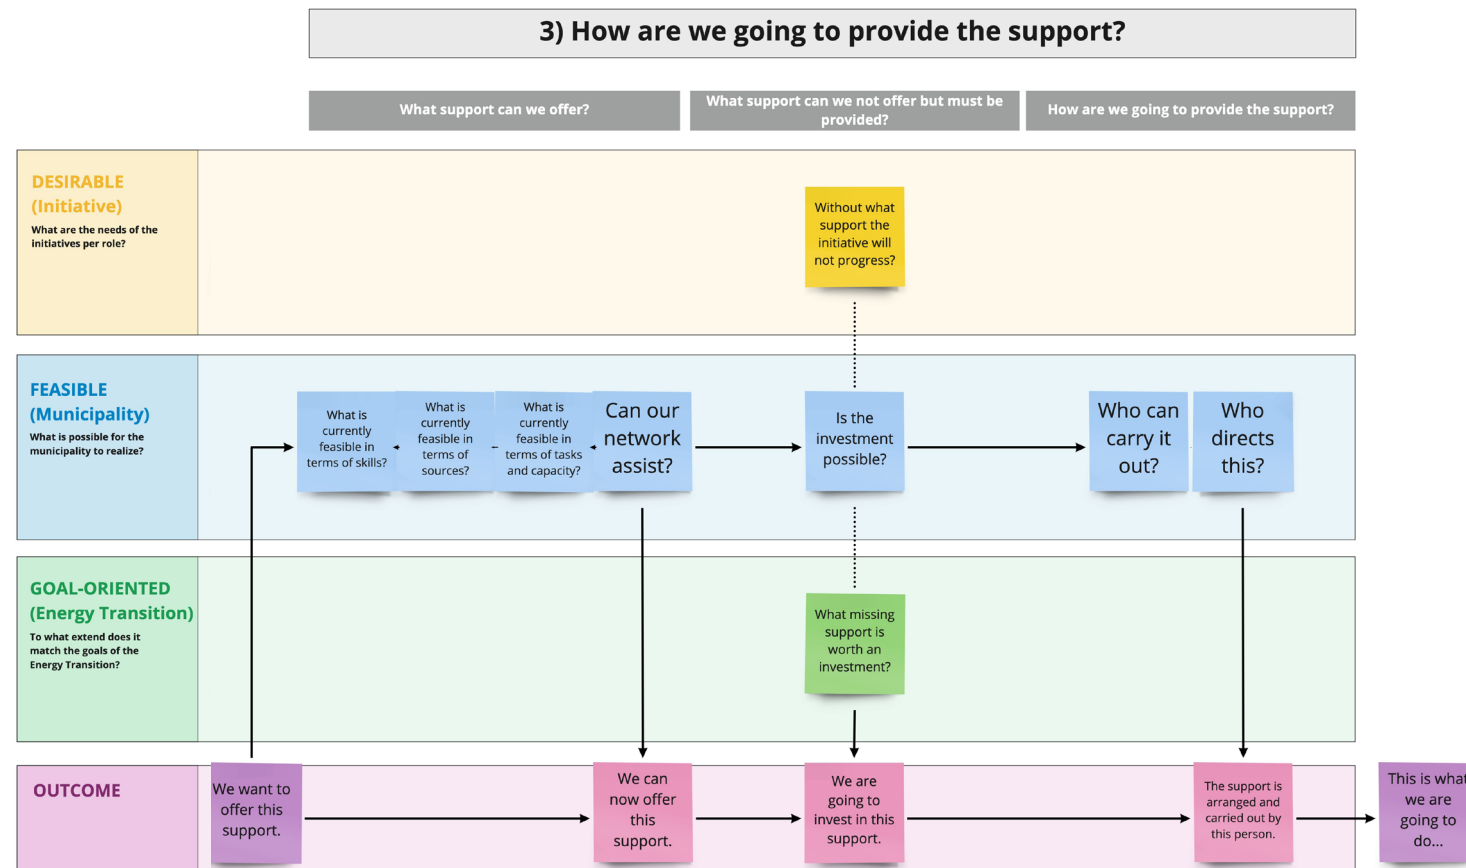 3) How are we going to provide the support?
What support can we offer?
What support can we not offer but must be
provided?
How are we going to provide the support?
DESIRABLE
(Initiative)
What are the needs of the
initiatives per role?
Without what
support the
initiative will
not progress?
FEASIBLE
(Municipality)
What is possible for the
municipality to realize?
What is
currently
feasible in
terms of skills?
What is
currently
feasible in
terms of
sources?
What is
currently
feasible in
terms of tasks
and capacity?
Can our
network
assist?
Is the
investment
possible?
Who can
carry it
out?
Who
directs
this?
GOAL-ORIENTED
(Energy Transition)
To what extend does it
match the goals of the
Energy Transition?
What missing
support is
worth an
investment?
OUTCOME
We want to
offer this
support.
We can
now offer
this
support.
We are
going to
invest in this
support.
The support is
arranged and
carried out by
this person.
This is what
we are
going to
do...